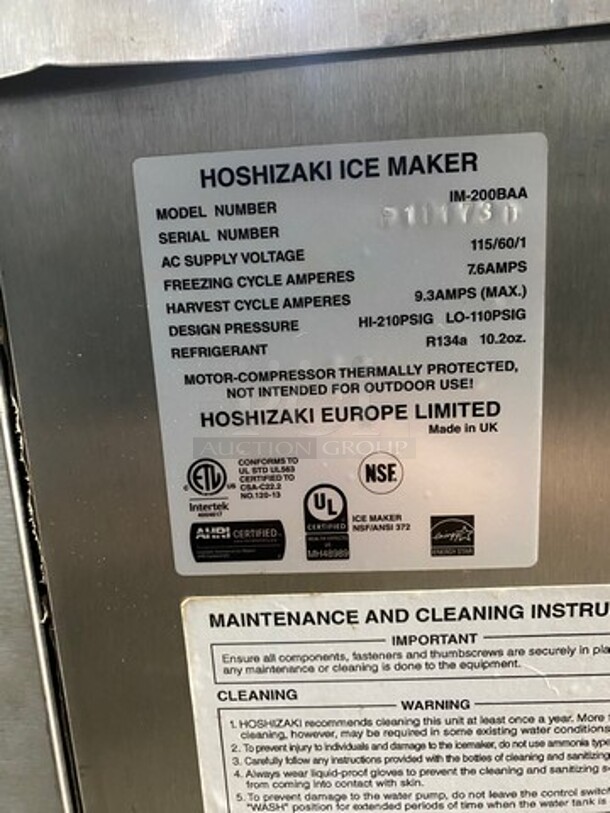 HOSHIZAKI ICE MAKER
MODEL NUMBER IM-200BAA
SERIAL NUMBER
AC SUPPLY VOLTAGE 115/60/1
FREEZING CYCLE AMPERES 7.6AMPS
HARVEST CYCLE AMPERES 9.3AMPS (MAX.)
DESIGN PRESSURE HI-210PSIG LO-110PSIG
REFRIGERANT R134a 10.2oz.
MOTOR-COMPRESSOR THERMALLY PROTECTED,
NOT INTENDED FOR OUTDOOR USE!
HOSHIZAKI EUROPE LIMITED
Made in UK
AUCTION GROUP
ETL
c us
Intertek
4004017
CONFORMS TO
UL STD UL563
CERTIFIED TO
CSA-C22.2
NO.120-13
NSF
UL
CERTIFIED
MH48989
ICE MAKER
NSF/ANSI 372
AHRI CERTIFIED
energy
ENERGY STAR
MAINTENANCE AND CLEANING INSTRU
IMPORTANT
Ensure all components, fasteners and thumbscrews are securely in pla
any maintenance or cleaning is done to the equipment.
CLEANING
WARNING
1. HOSHIZAKI recommends cleaning this unit at least once a year. More
cleaning, however, may be required in some existing water conditions
2. To prevent injury to individuals and damage to the icemaker, do not use ammonia type
3. Carefully follow any instructions provided with the bottles of cleaning and sanitizing
4. Always wear liquid-proof gloves to prevent the cleaning and sanitizing s
from coming into contact with skin.
5. To prevent damage to the water pump, do not leave the control switc
"WASH" position for extended periods of time when the water tank is